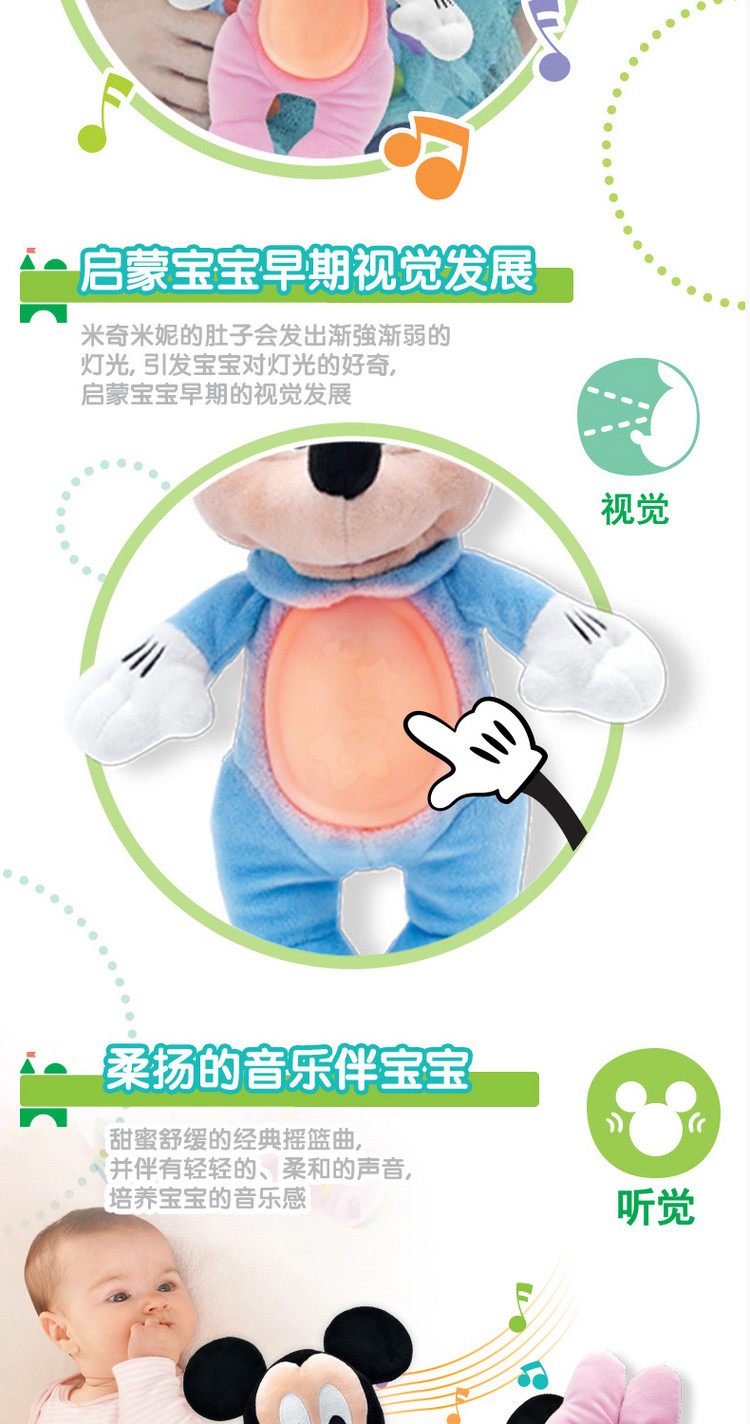 启蒙宝宝早期视觉发展
米奇米妮的肚子会发出渐強渐弱的
灯光, 引发宝宝对灯光的好奇,
启蒙宝宝早期的视觉发展
视觉
柔扬的音乐伴宝宝
甜蜜舒缓的经典摇篮曲,
并伴有轻轻的、柔和的声音,
培养宝宝的音乐感
听觉